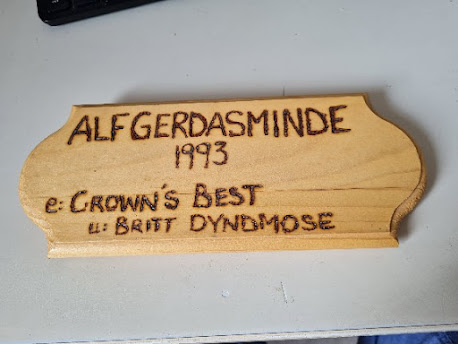 ALFGERDASMINDE
1993
e: CROWN'S BEST
u: BRITT DYNDMOSE